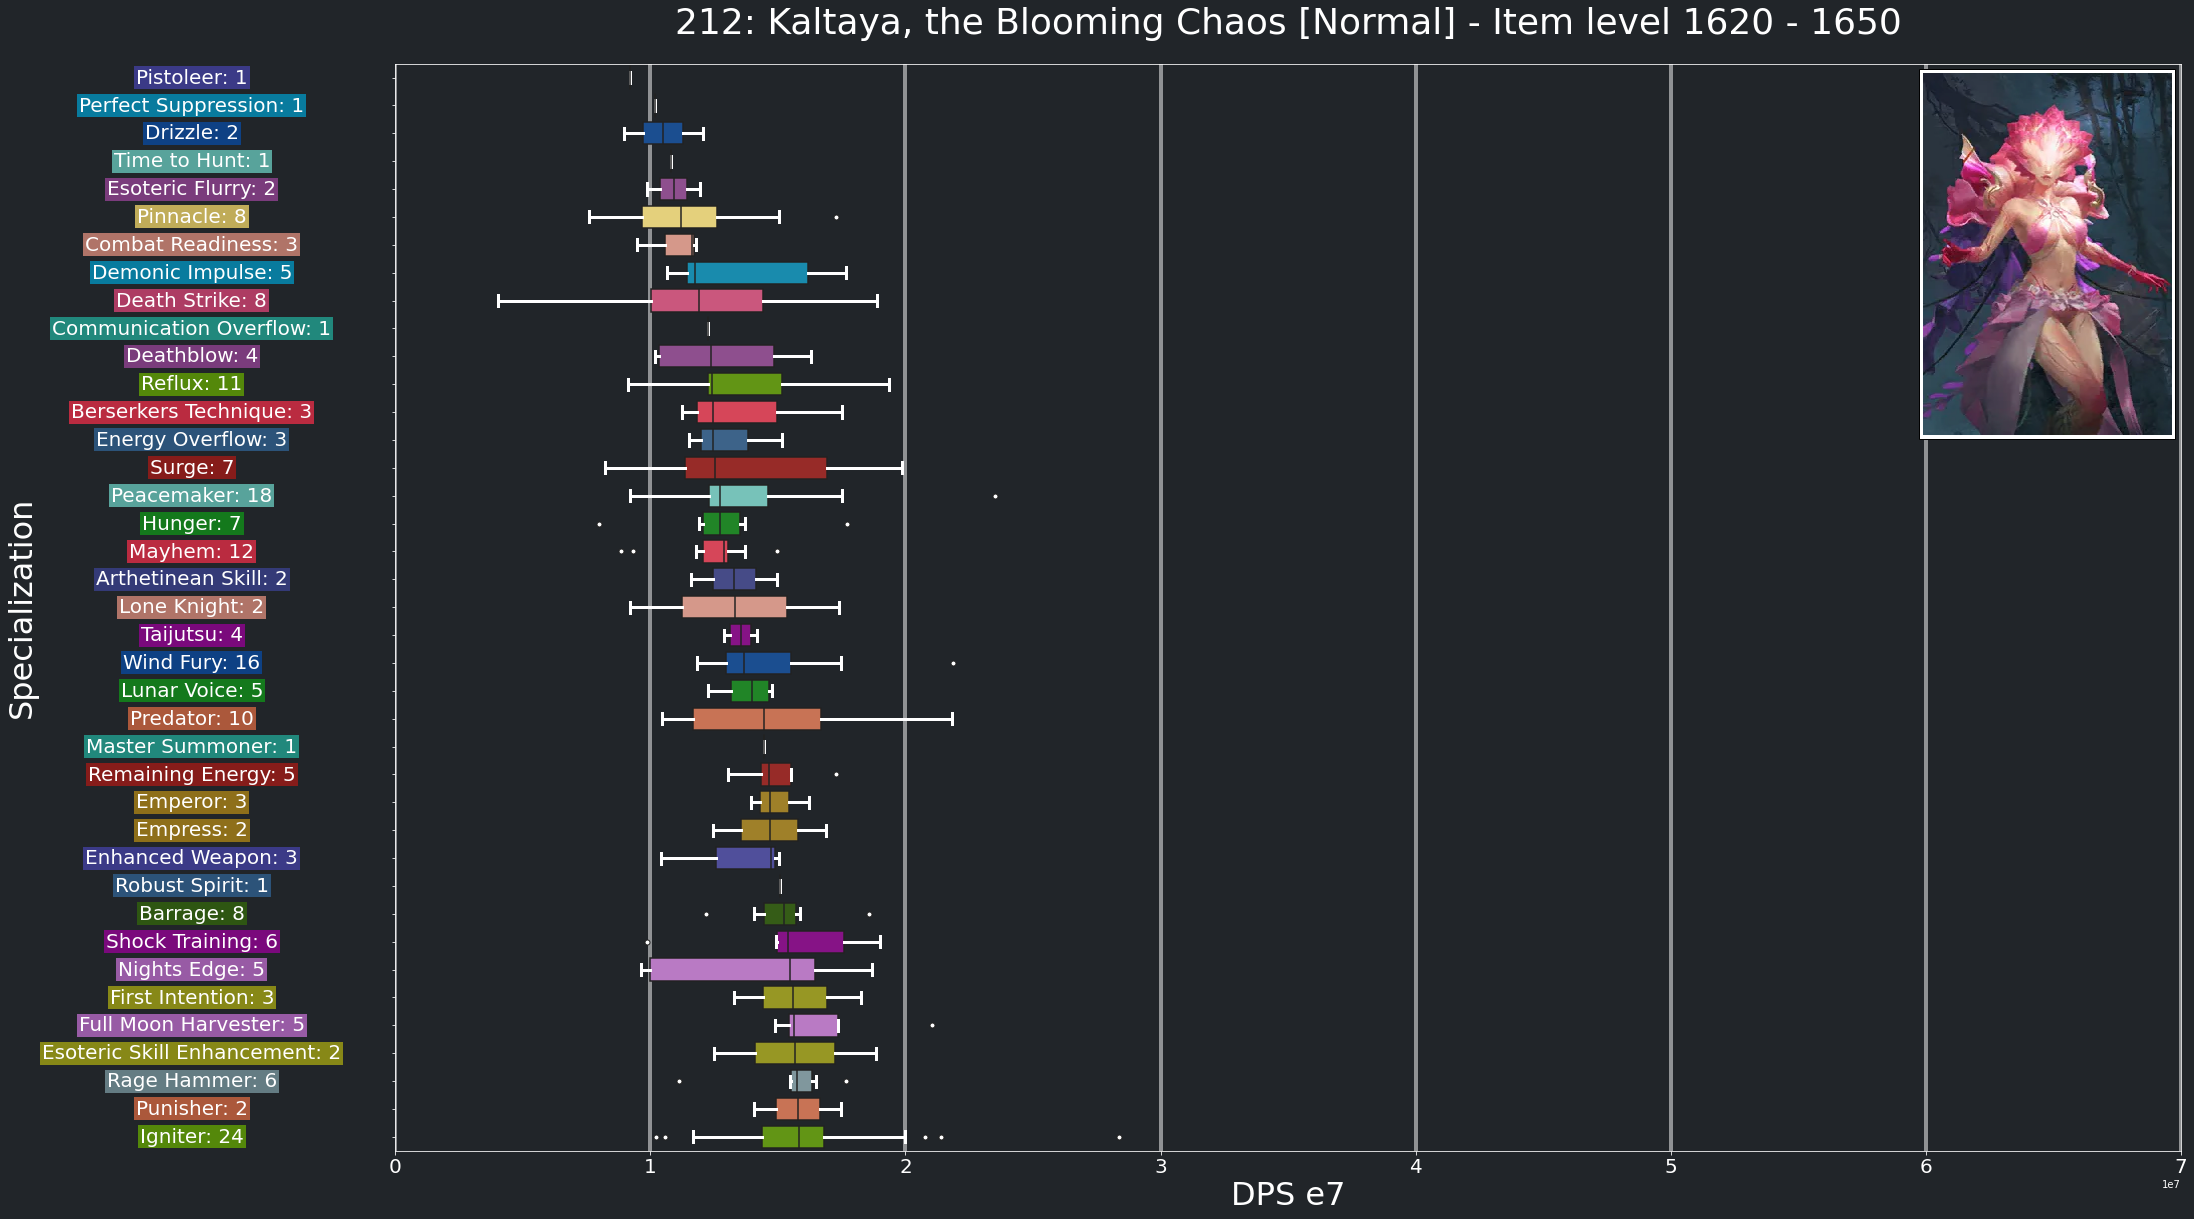 212: Kaltaya, the Blooming Chaos [Normal] - Item level 1620 - 1650
Pistoleer: 1
Perfect Suppression: 1
Drizzle: 2
Time to Hunt: 1
Esoteric Flurry: 2
Pinnacle: 8
Combat Readiness: 3
Demonic Impulse: 5
Death Strike: 8
Communication Overflow: 1
Deathblow: 4
Reflux: 11
Berserkers Technique: 3
Energy Overflow: 3
Surge: 7
Peacemaker: 18
Hunger: 7
Mayhem: 12
Arthetinean Skill: 2
Lone Knight: 2
Taijutsu: 4
Wind Fury: 16
Lunar Voice: 5
Predator: 10
Master Summoner: 1
Remaining Energy: 5
Emperor: 3
Empress: 2
Enhanced Weapon: 3
Robust Spirit: 1
Barrage: 8
Shock Training: 6
Nights Edge: 5
First Intention: 3
Full Moon Harvester: 5
Esoteric Skill Enhancement: 2
Rage Hammer: 6
Punisher: 2
Igniter: 24
Specialization
0 1 2 3 4 5 6 7
1e7
DPS e7